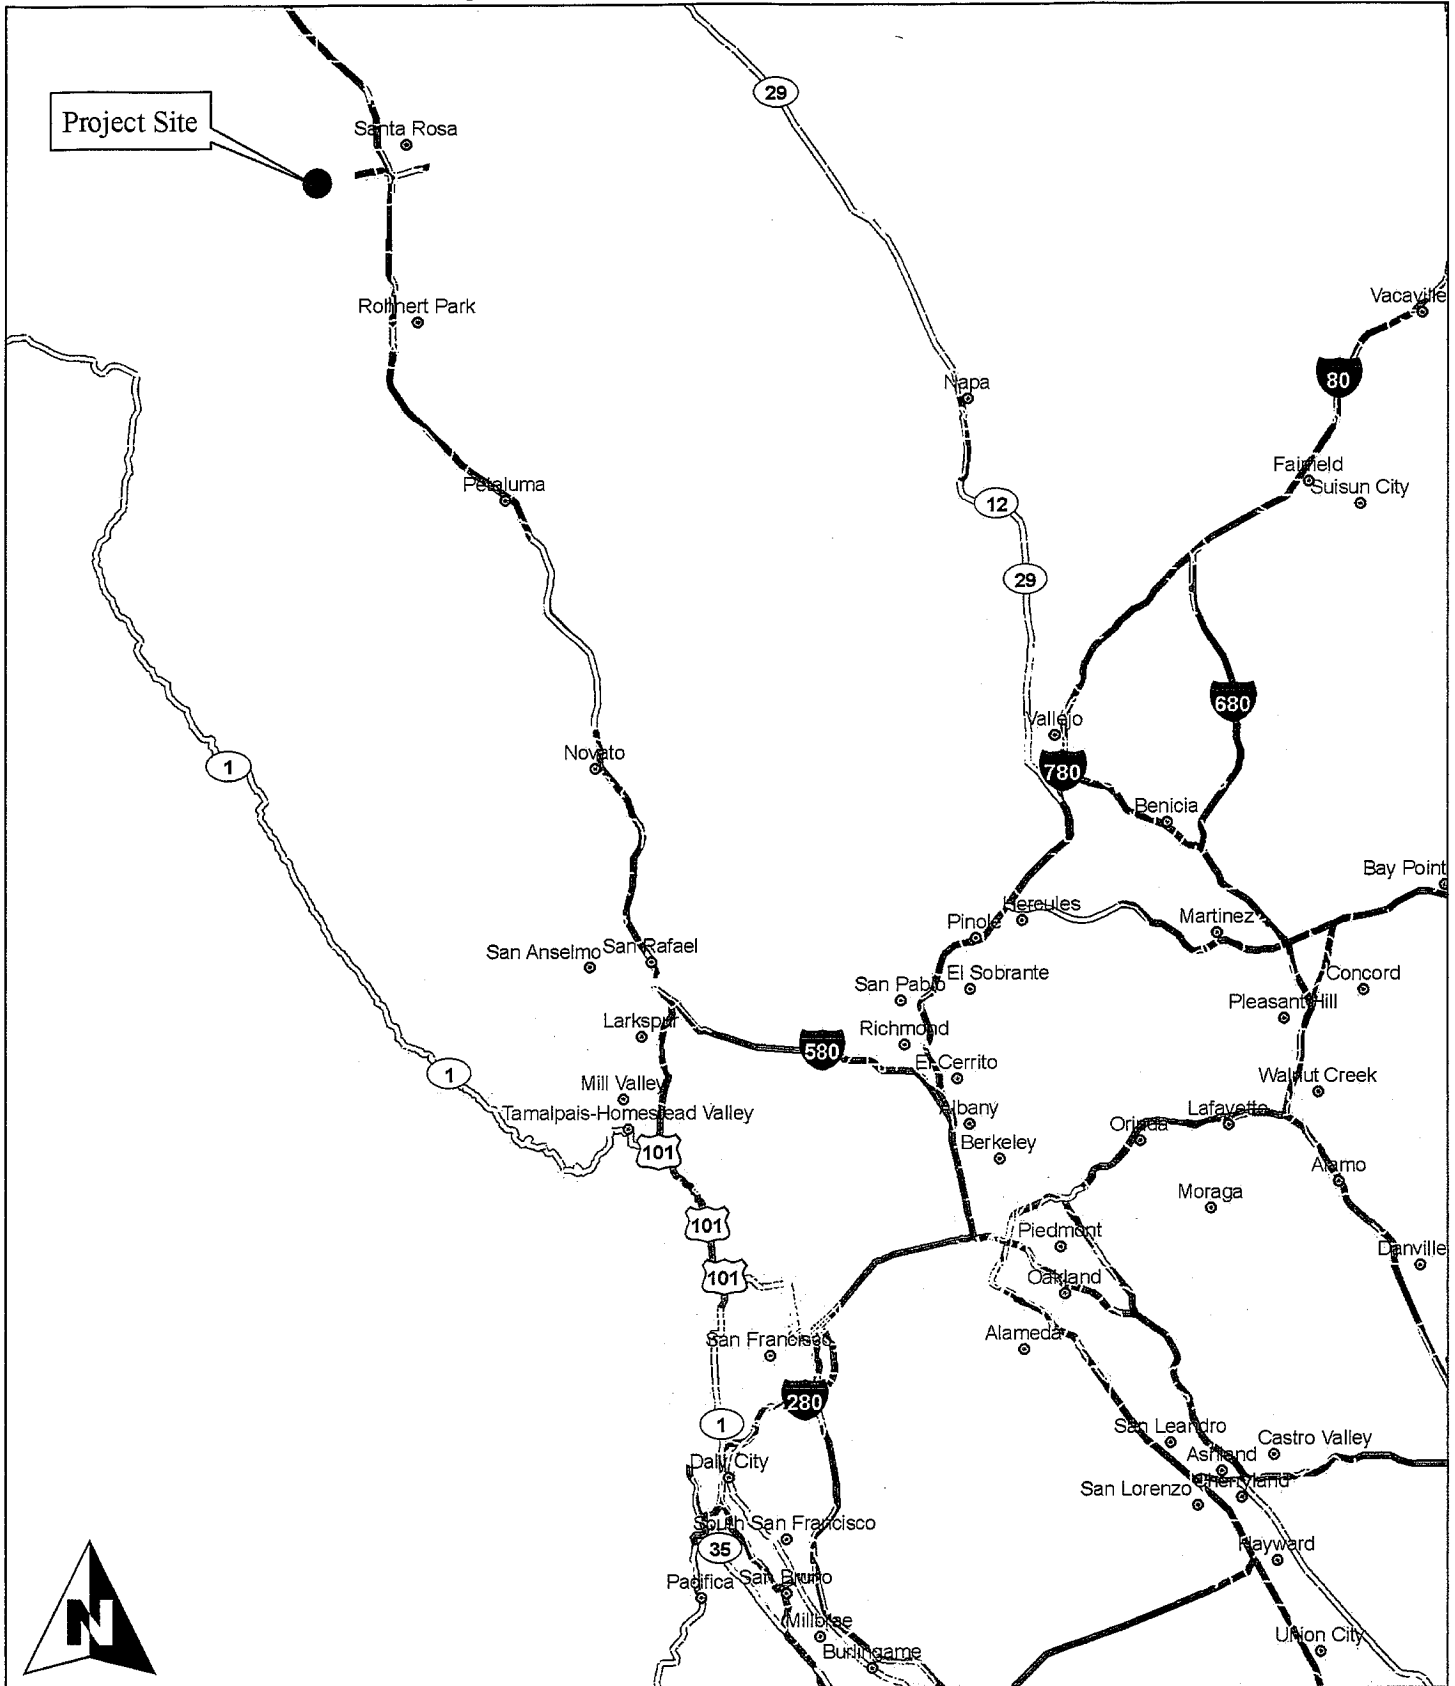 29
Project Site
Santa Rosa
Rohnert Park
Vacaville
80
Napa
Fairfield
Petaluma
Suisun City
12
29
680
Vallejo
Novato
1
780
Benicia
Bay Point
Hercules
Martinez
Pinole
San Anselmo
San Rafael
El Sobrante
Concord
San Pablo
Pleasant Hill
Larkspur
Richmond
580
El Cerrito
1
Mill Valley
Walnut Creek
Tamalpais-Homestead Valley
Albany
Lafayette
Orinda
101
Berkeley
Alamo
Moraga
101
Piedmont
Danville
101
Oakland
San Francisco
Alameda
280
1
San Leandro
Castro Valley
Ashland
Daly City
San Lorenzo
Cherryland
South San Francisco
35
Hayward
Pacifica
San Bruno
N
Millbrae
Union City
Burlingame